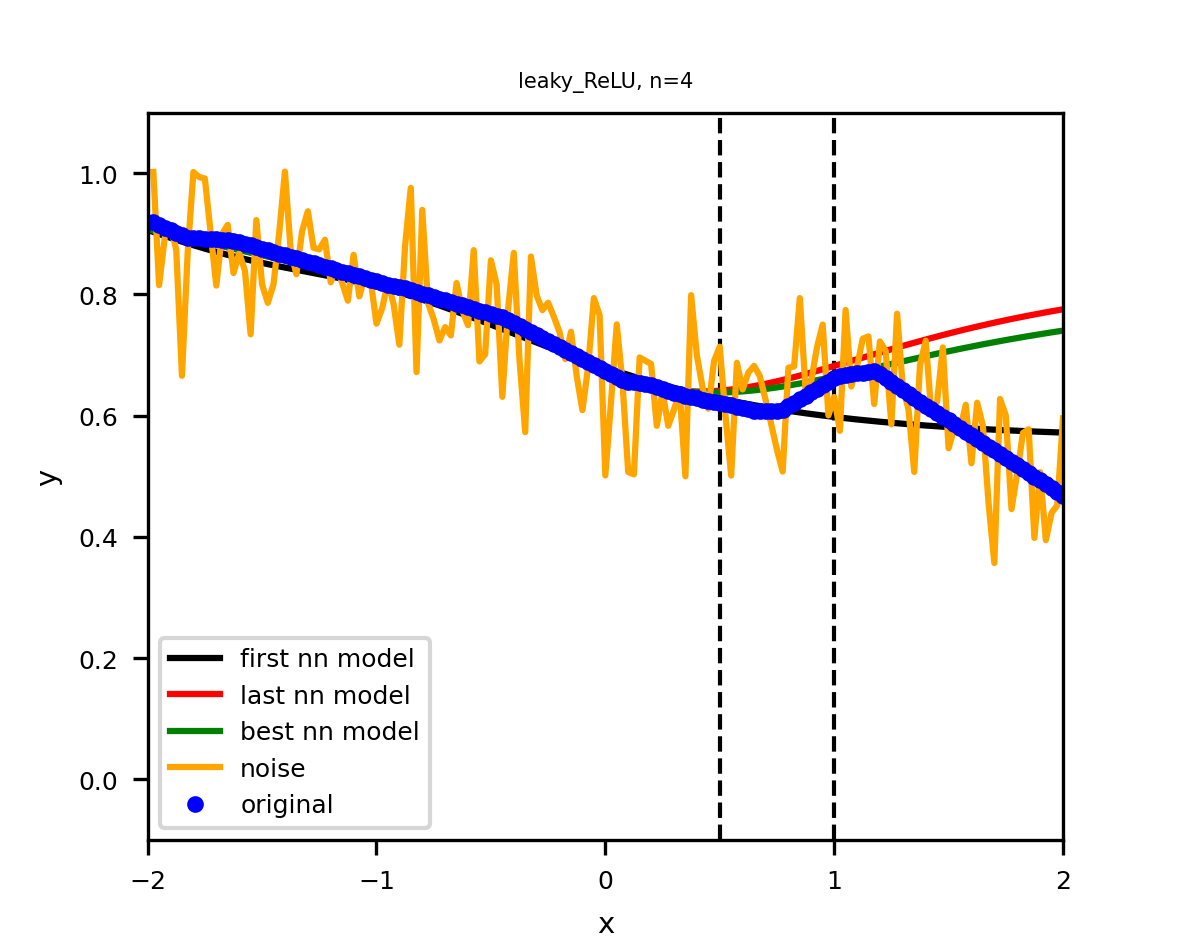 leaky_ReLU, n=4
y
1.0
0.8
0.6
0.4
0.2
0.0
first nn model
last nn model
best nn model
noise
original
−2
−1
0
1
2
x